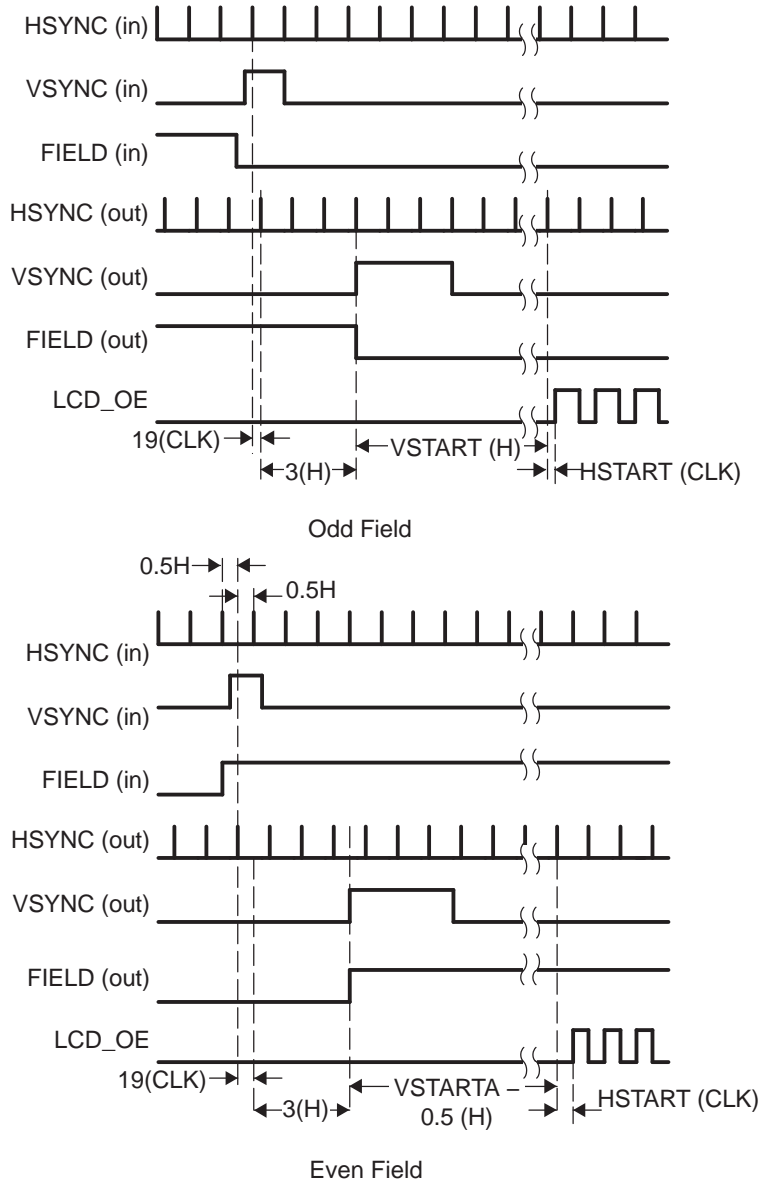 HSYNC (in)
VSYNC (in)
FIELD (in)
HSYNC (out)
VSYNC (out)
FIELD (out)
LCD_OE
19(CLK)
VSTART (H)
3(H)
HSTART (CLK)
Odd Field
0.5H
0.5H
HSYNC (in)
VSYNC (in)
FIELD (in)
HSYNC (out)
VSYNC (out)
FIELD (out)
LCD_OE
19(CLK)
VSTARTA –
0.5 (H)
3(H)
HSTART (CLK)
Even Field